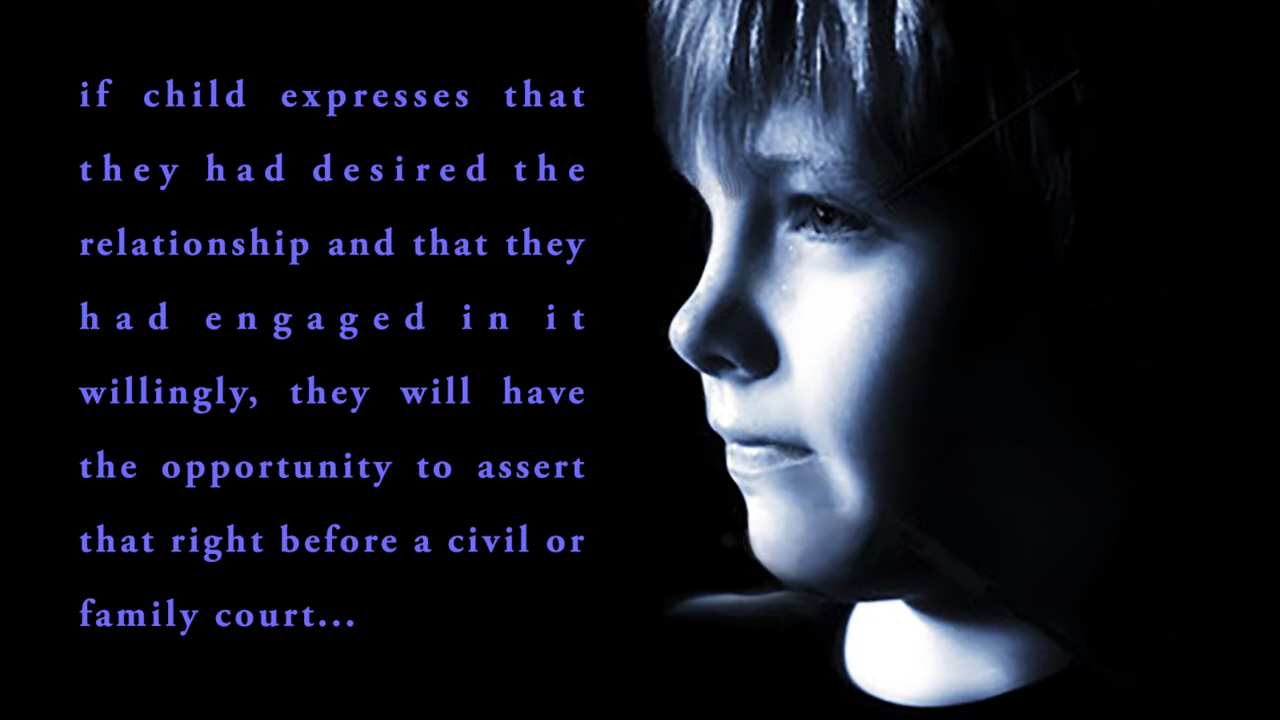 if child expresses that
they had desired the
relationship and that they
had engaged in it
willingly, they will have
the opportunity to assert
that right before a civil or
family court...